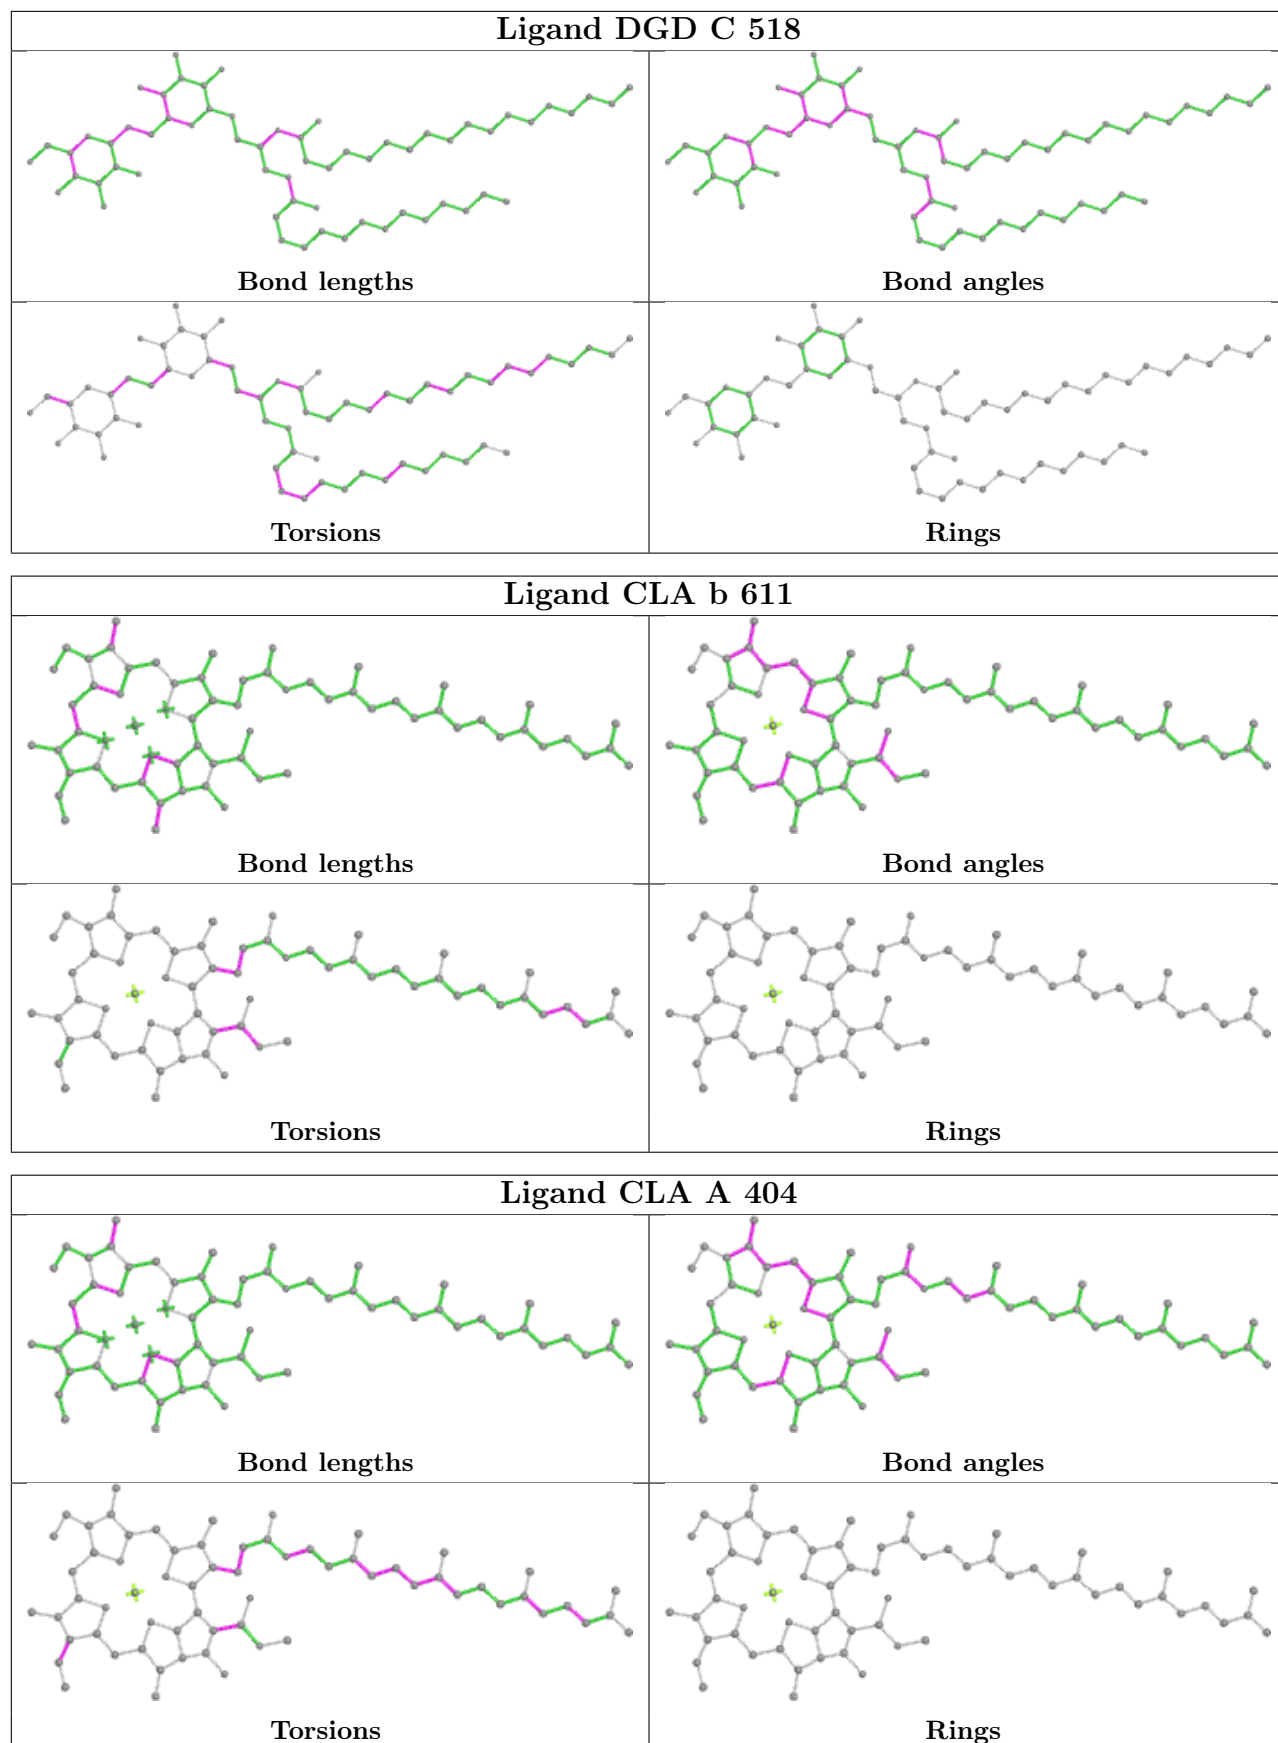 Ligand DGD C 518
Bond lengths
Bond angles
Torsions
Rings
Ligand CLA b 611
Bond lengths
Bond angles
Torsions
Rings
Ligand CLA A 404
Bond lengths
Bond angles
Torsions
Rings